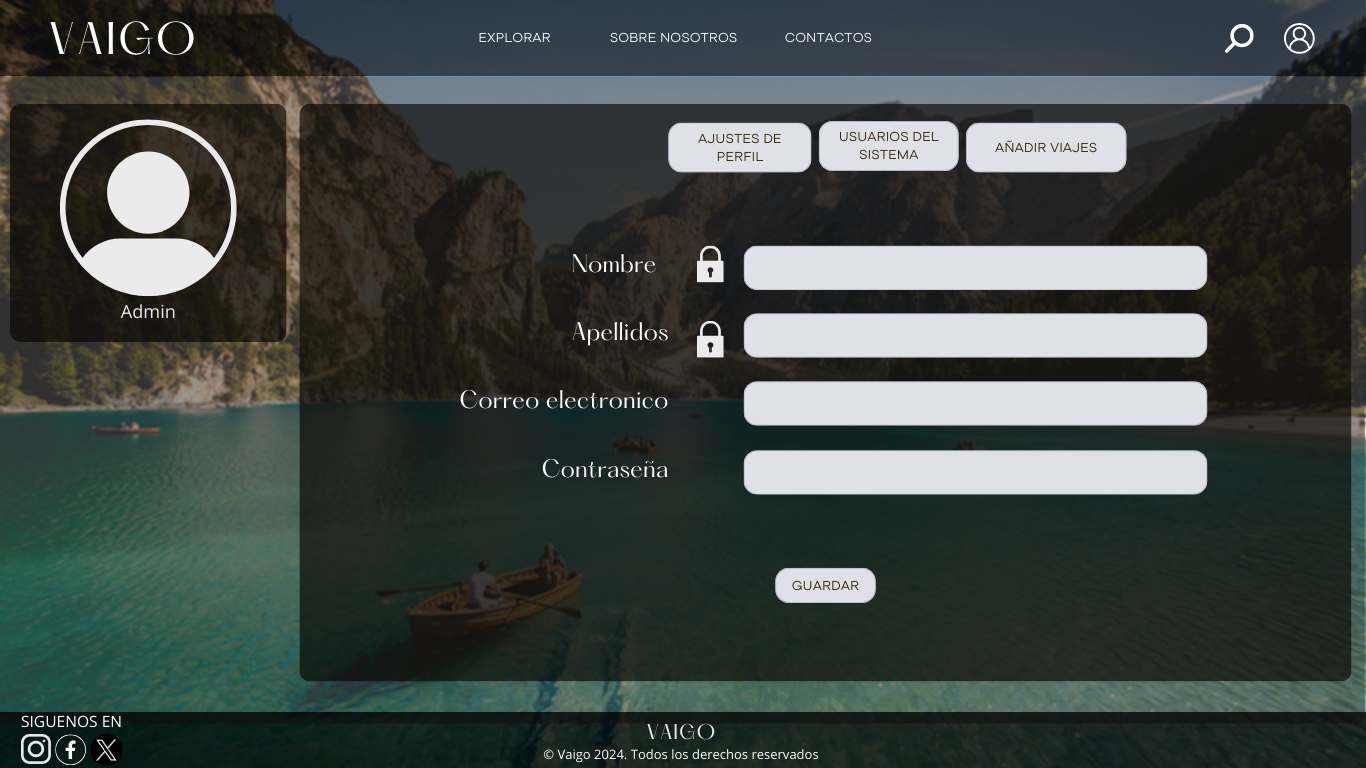 VAIGO
EXPLORAR
SOBRE NOSOTROS
CONTACTOS
Admin
AJUSTES DE
PERFIL
USUARIOS DEL
SISTEMA
AÑADIR VIAJES
Nombre
Apellidos
Correo electronico
Contraseña
GUARDAR
SIGUENOS EN
VAIGO
© Vaigo 2024. Todos los derechos reservados